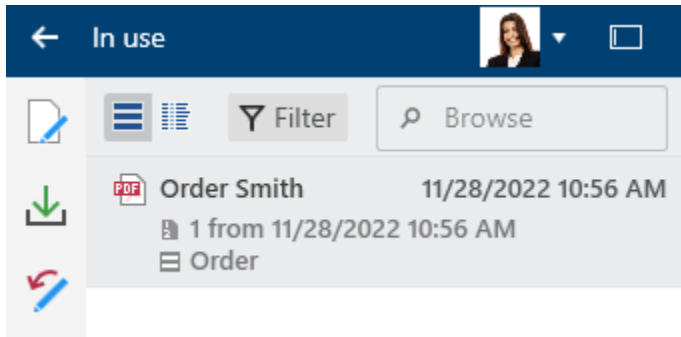 In use
Filter
Browse
PDF Order Smith 11/28/2022 10:56 AM
1 from 11/28/2022 10:56 AM
Order